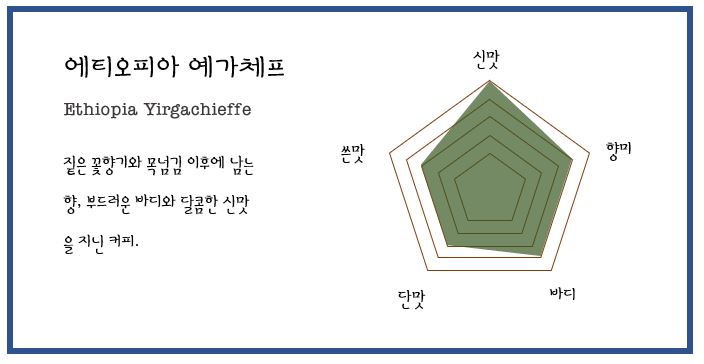 에티오피아 예가체프
Ethiopia Yirgachieffe
짙은 꽃향기와 목넘김 이후에 남는
향, 부드러운 바디와 달콤한 신맛
을 지닌 커피.
신맛
쓴맛
향미
단맛
바디